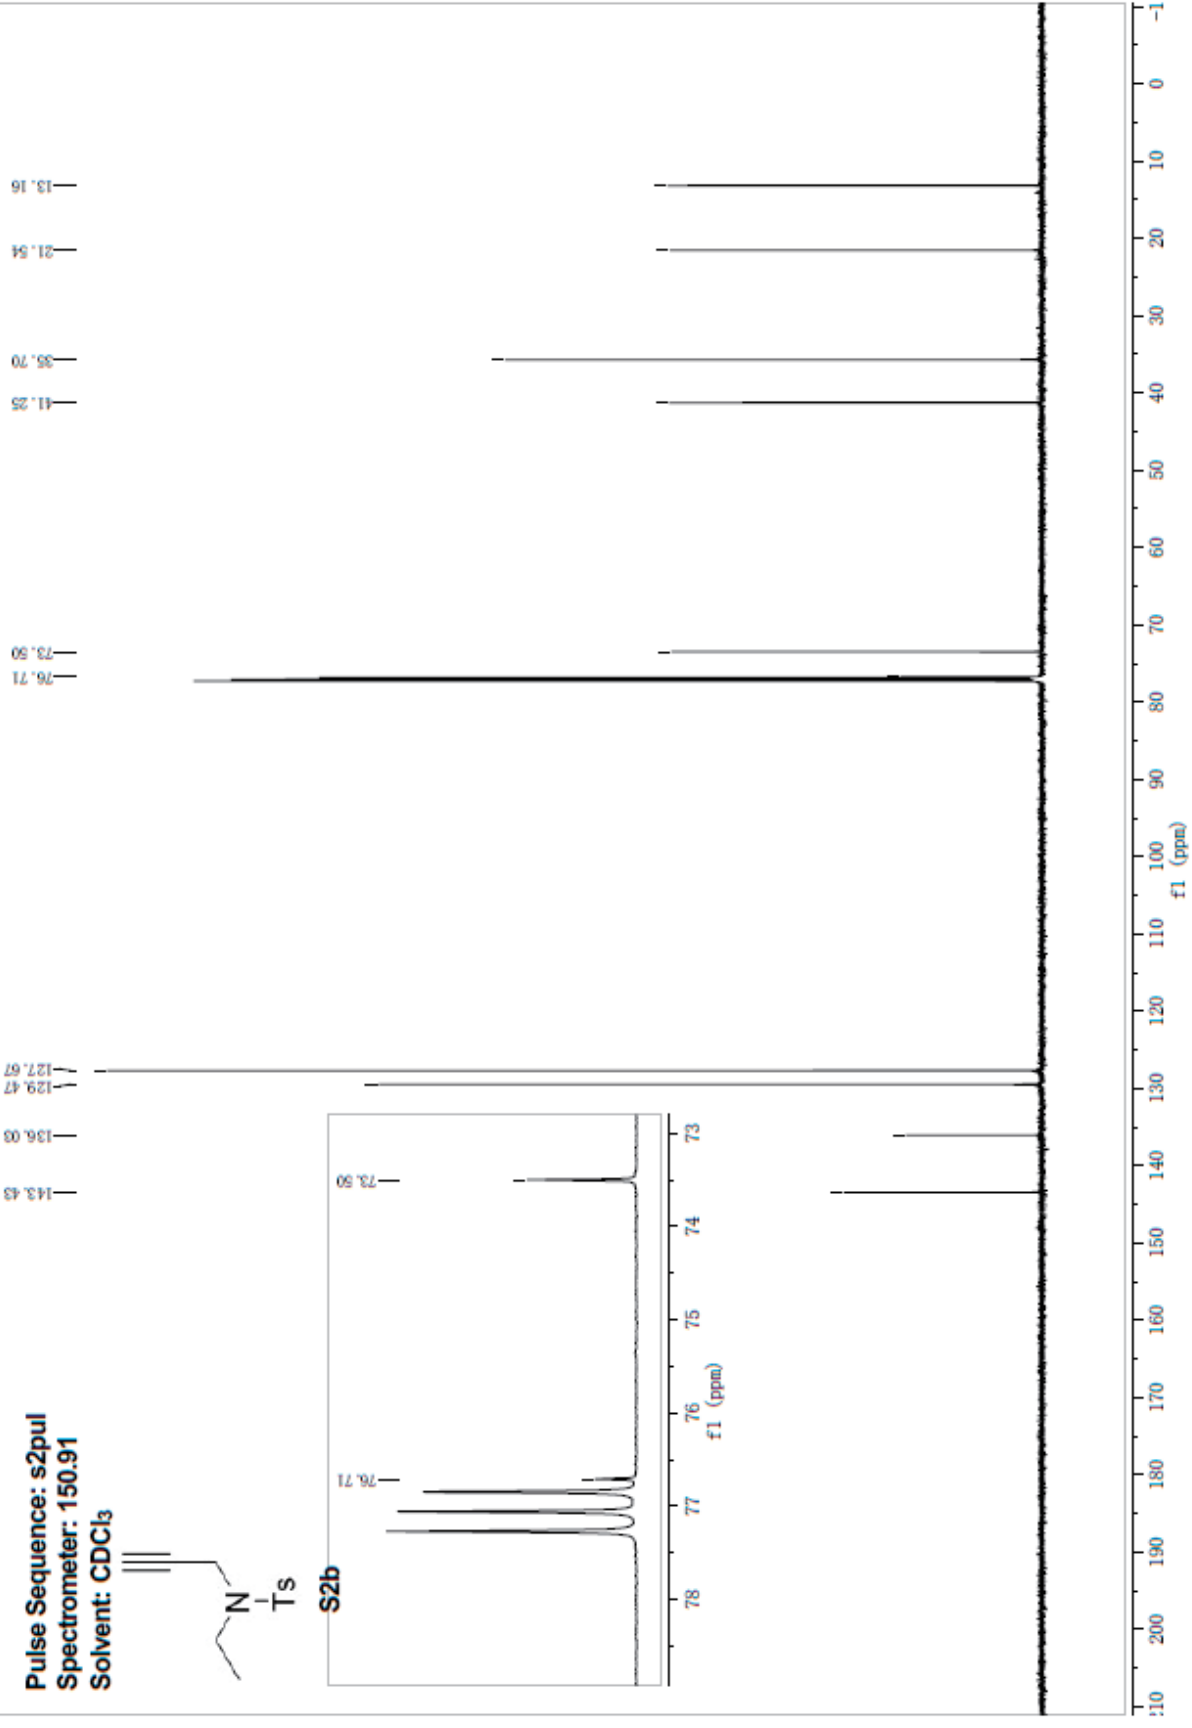 Pulse Sequence: s2pul
Spectrometer: 150.91
Solvent: CDCl₃
N
Ts
S2b
143.43
136.03
129.47
127.67
76.71
73.50
41.25
35.70
21.54
13.16
76.71
73.50
78 77 76 75 74 73
f1 (ppm)
210 200 190 180 170 160 150 140 130 120 110 100 90 80 70 60 50 40 30 20 10 0 -1
f1 (ppm)